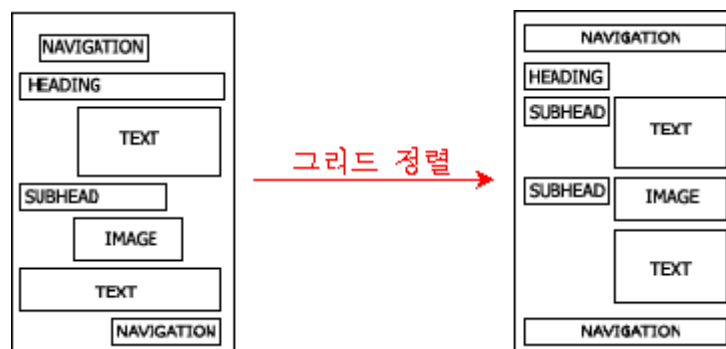 NAVIGATION
HEADING
TEXT
SUBHEAD
IMAGE
TEXT
NAVIGATION
그리드 정렬
NAVIGATION
HEADING
SUBHEAD
TEXT
SUBHEAD
IMAGE
TEXT
NAVIGATION